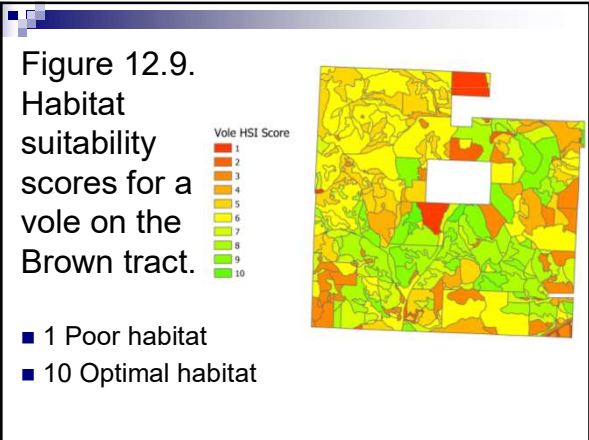 Figure 12.9.
Habitat
suitability
scores for a
vole on the
Brown tract.
1 Poor habitat
10 Optimal habitat
Vole HSI Score
1
2
3
4
5
6
7
8
9
10